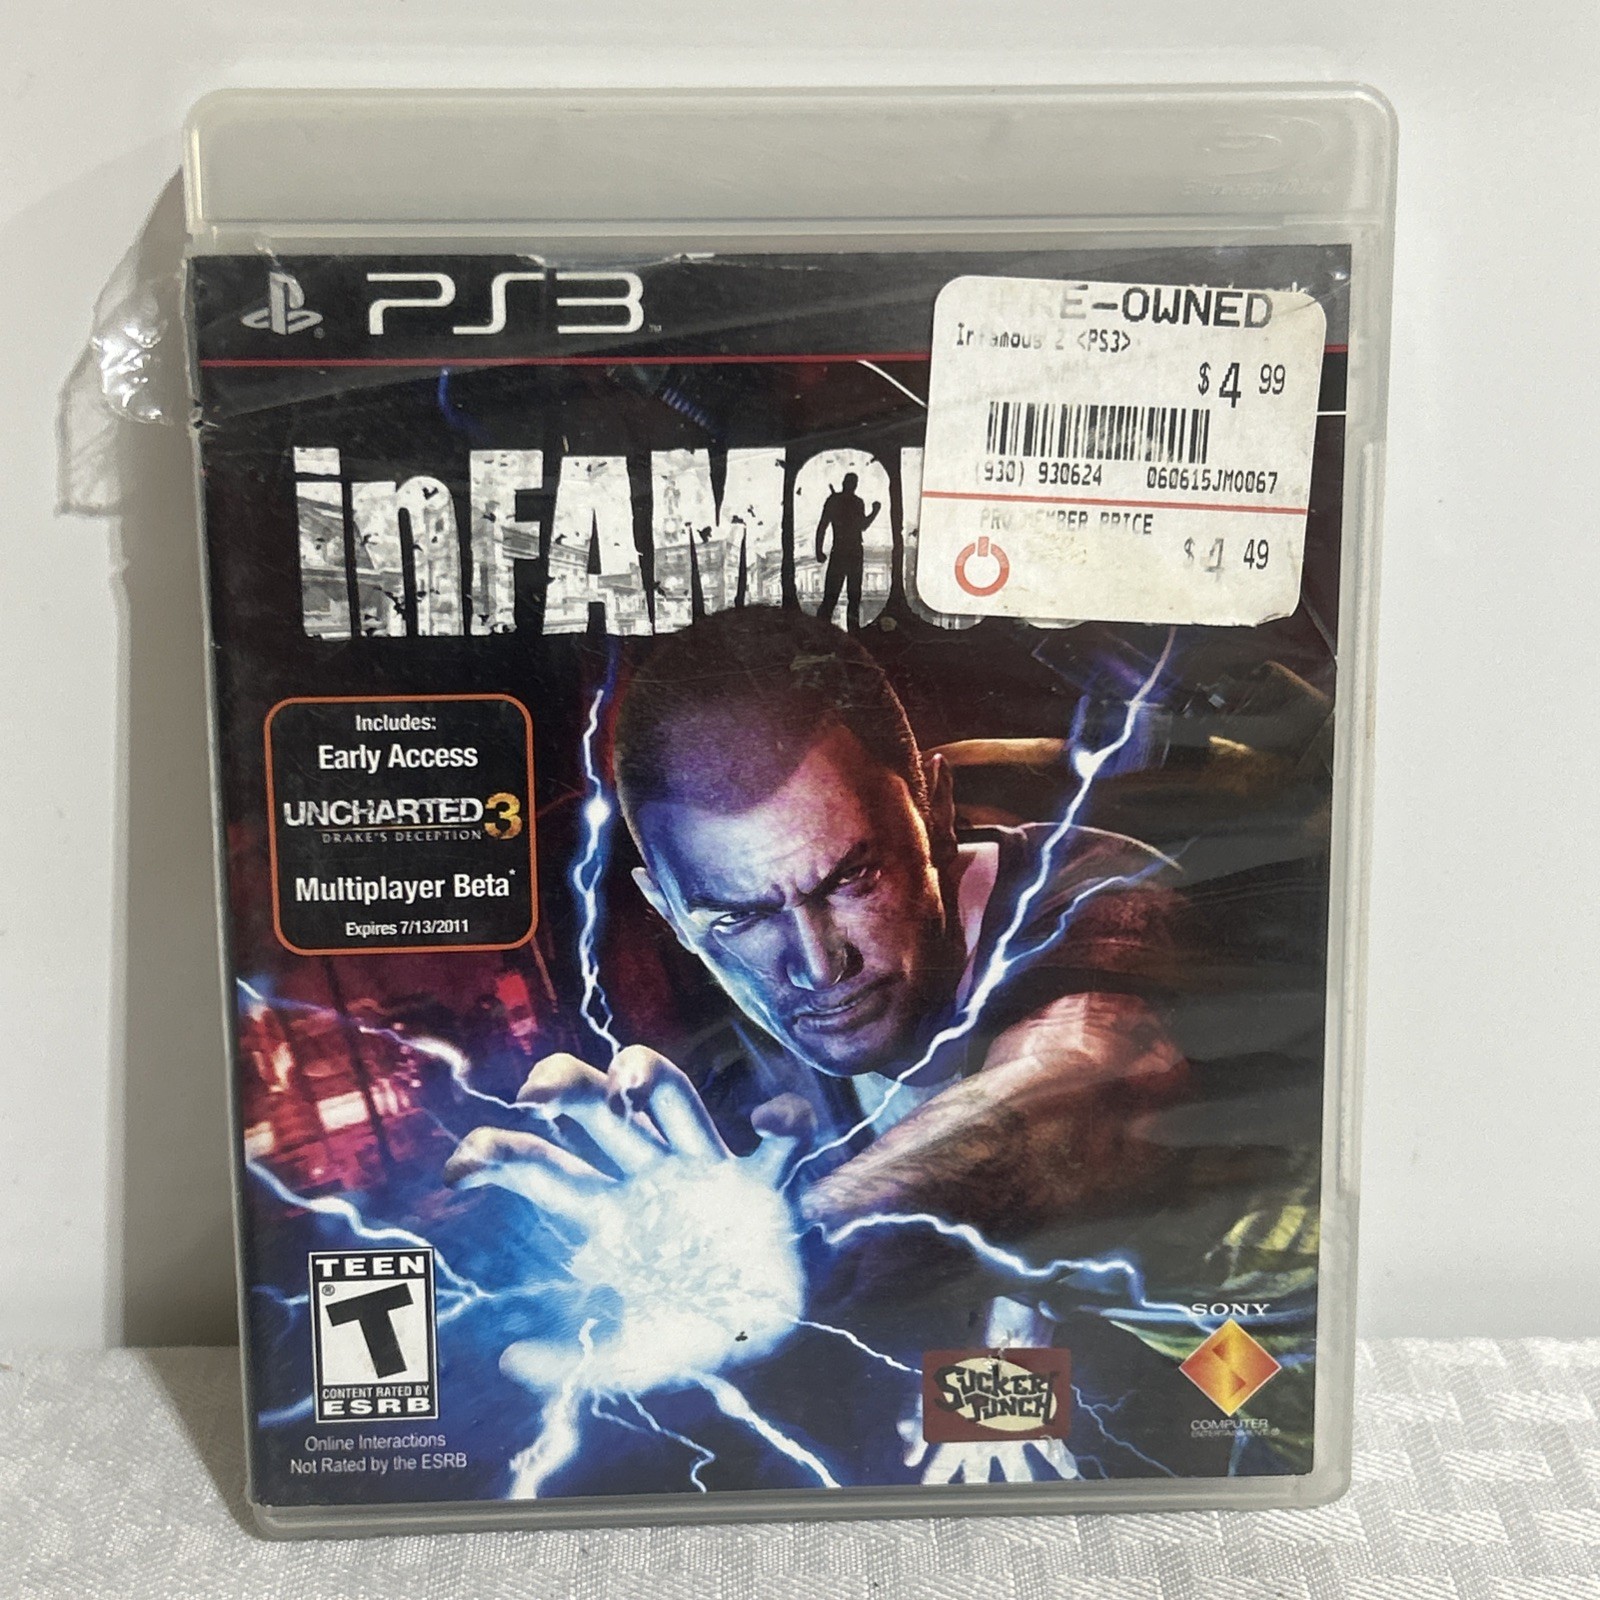 PS3
PRE-OWNED
Infamous 2 <PS3>
$4 99
(930) 930624 060615JM0067
PRO MEMBER PRICE
$4 49
inFAMOU
Includes:
Early Access
UNCHARTED 3
DRAKE'S DECEPTION
Multiplayer Beta*
Expires 7/13/2011
TEEN
T
CONTENT RATED BY
ESRB
Online Interactions
Not Rated by the ESRB
SUCKER
PUNCH
SONY
COMPUTER
ENTERTAINMENT